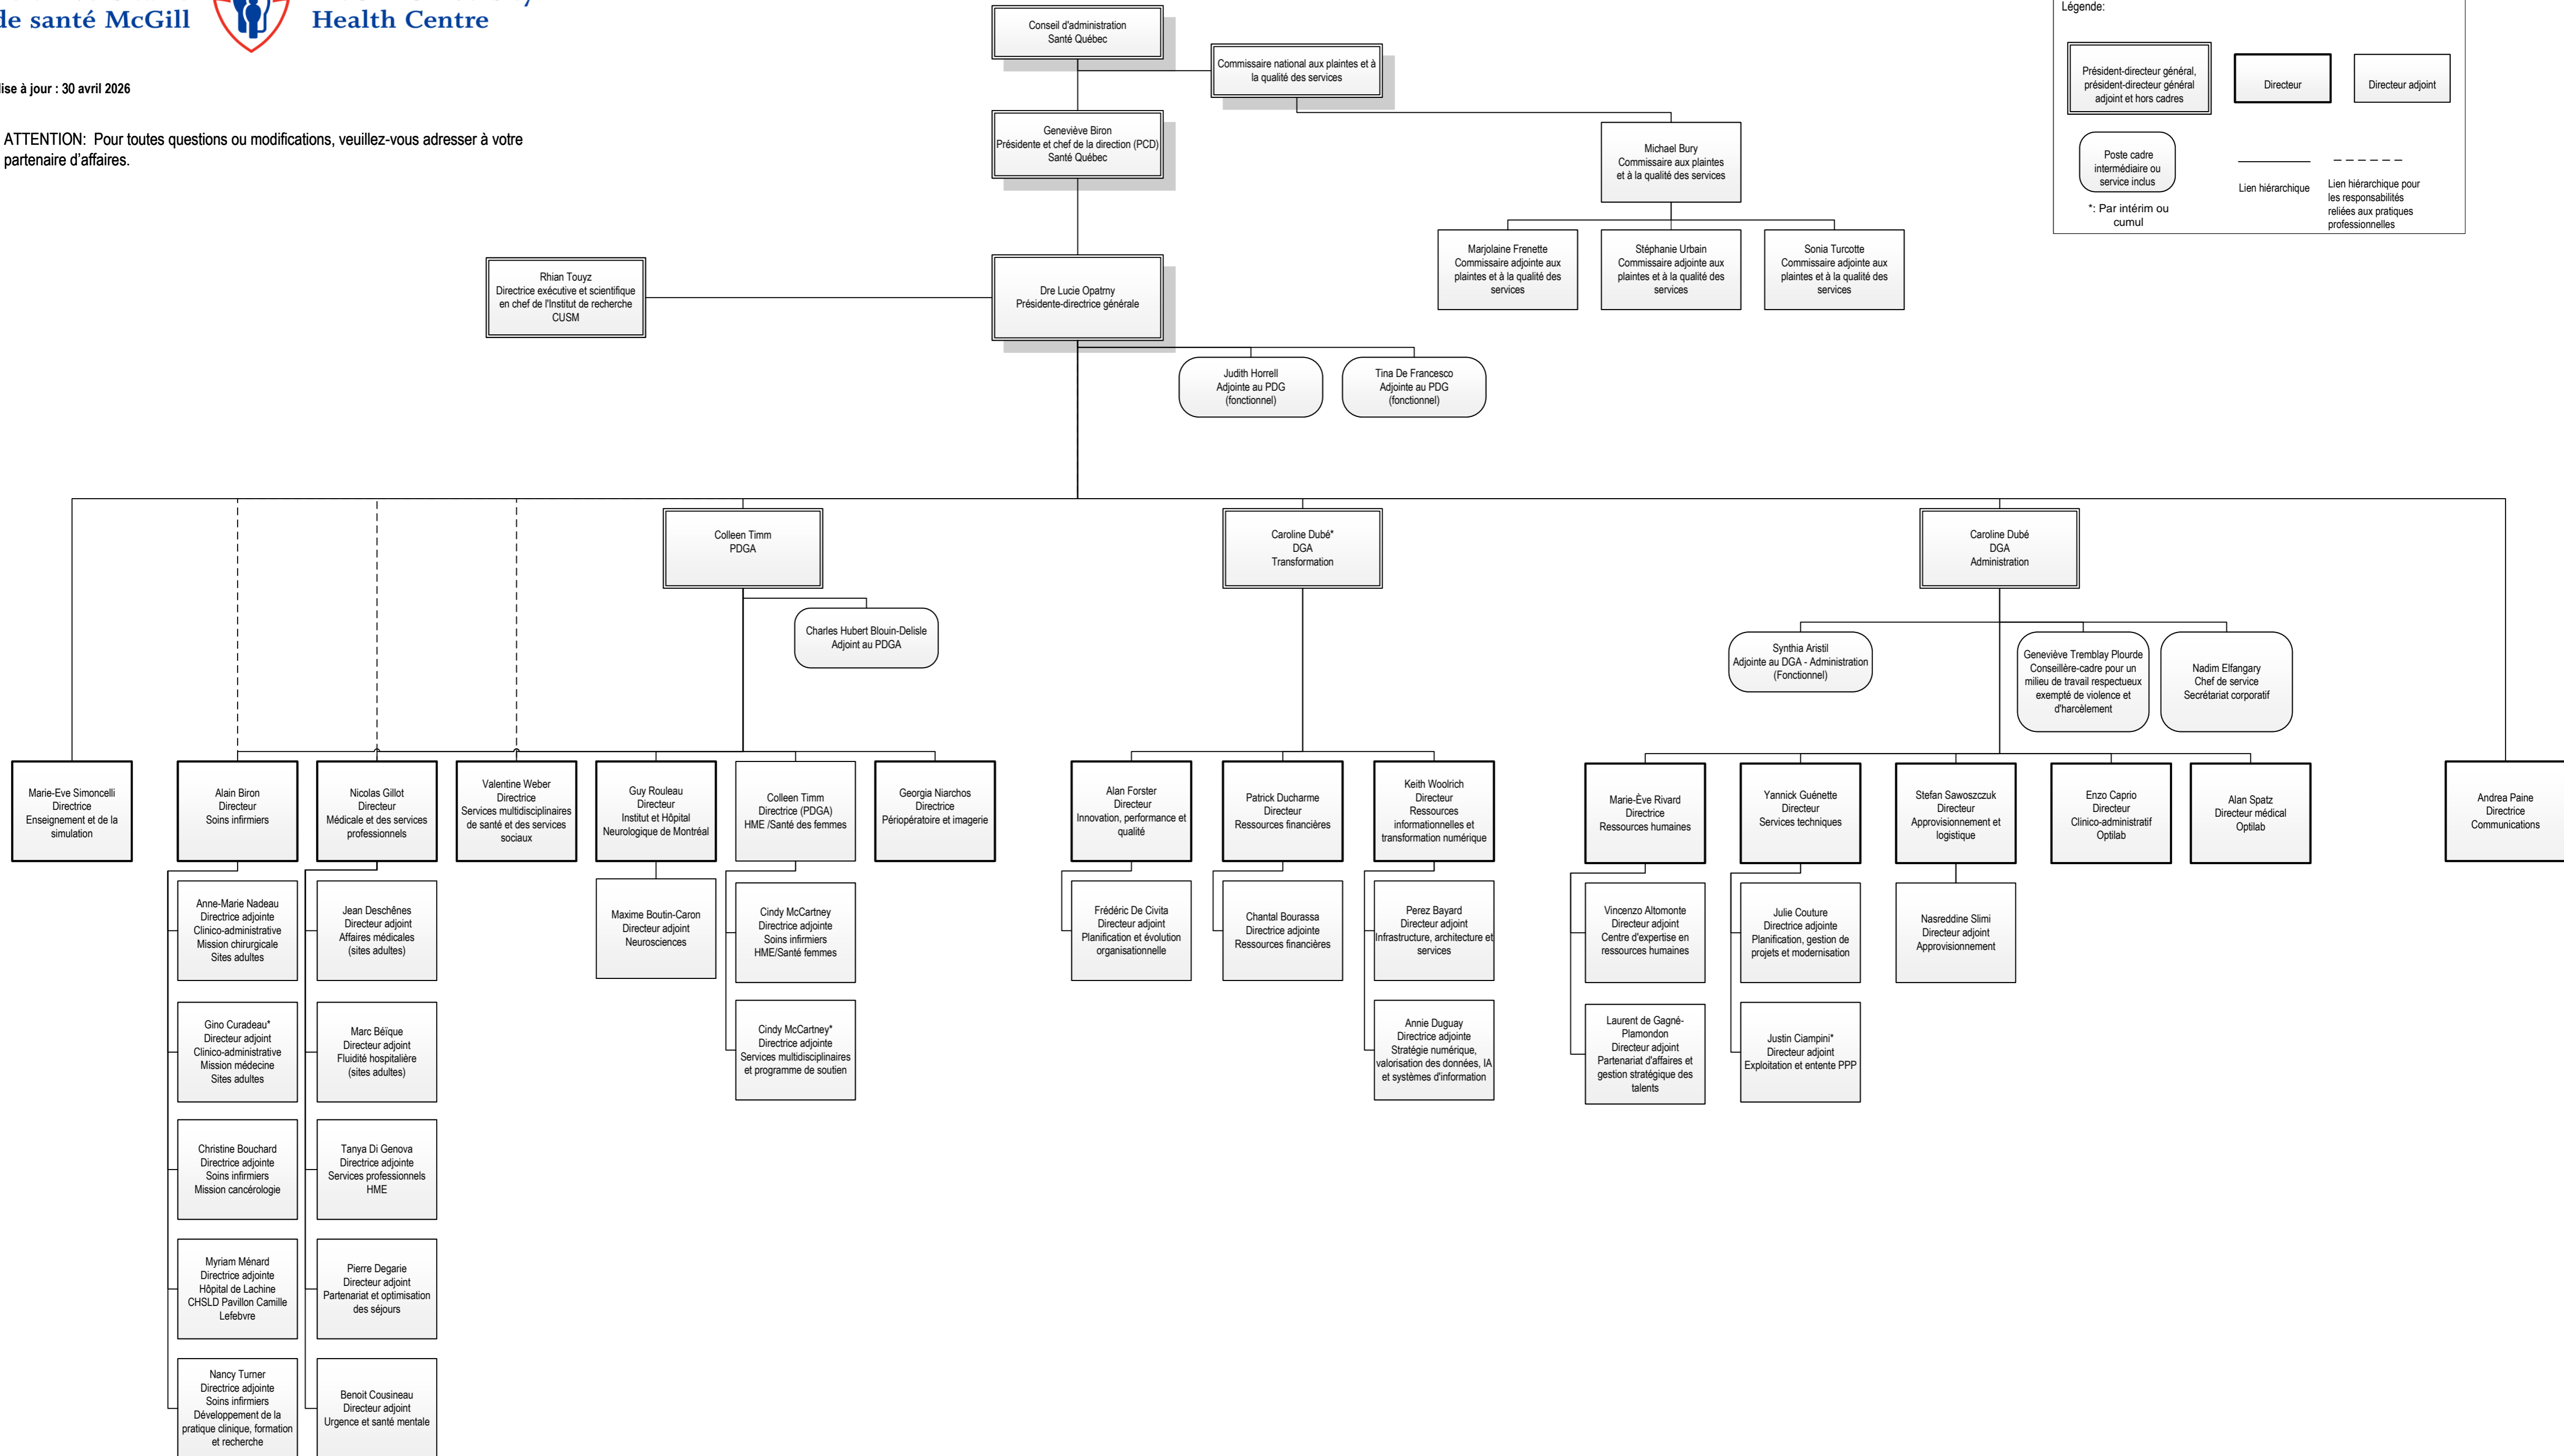 de santé McGill
Health Centre
ise à jour : 30 avril 2026
ATTENTION: Pour toutes questions ou modifications, veuillez-vous adresser à votre
partenaire d'affaires.
Conseil d'administration
Santé Québec
Commissaire national aux plaintes et à
la qualité des services
Geneviève Biron
Présidente et chef de la direction (PCD)
Santé Québec
Michael Bury
Commissaire aux plaintes
et à la qualité des services
Marjolaine Frenette
Commissaire adjointe aux
plaintes et à la qualité des
services
Stéphanie Urbain
Commissaire adjointe aux
plaintes et à la qualité des
services
Sonia Turcotte
Commissaire adjointe aux
plaintes et à la qualité des
services
Légende:
Président-directeur général,
président-directeur général
adjoint et hors cadres
Directeur
Directeur adjoint
Poste cadre
intermédiaire ou
service inclus
Lien hiérarchique
Lien hiérarchique pour
les responsabilités
reliées aux pratiques
professionnelles
*: Par intérim ou
cumul
Rhian Touyz
Directrice exécutive et scientifique
en chef de l'Institut de recherche
CUSM
Dre Lucie Opatrny
Présidente-directrice générale
Judith Horrell
Adjointe au PDG
(fonctionnel)
Tina De Francesco
Adjointe au PDG
(fonctionnel)
Colleen Timm
PDGA
Caroline Dubé*
DGA
Transformation
Caroline Dubé
DGA
Administration
Charles Hubert Blouin-Delisle
Adjoint au PDGA
Synthia Aristil
Adjointe au DGA - Administration
(Fonctionnel)
Geneviève Tremblay Plourde
Conseillère-cadre pour un
milieu de travail respectueux
exempté de violence et
d'harcèlement
Nadim Elfangary
Chef de service
Secrétariat corporatif
Marie-Eve Simoncelli
Directrice
Enseignement et de la
simulation
Alain Biron
Directeur
Soins infirmiers
Nicolas Gillot
Directeur
Médicale et des services
professionnels
Valentine Weber
Directrice
Services multidisciplinaires
de santé et des services
sociaux
Guy Rouleau
Directeur
Institut et Hôpital
Neurologique de Montréal
Colleen Timm
Directrice (PDGA)
HME /Santé des femmes
Georgia Niarchos
Directrice
Périopératoire et imagerie
Alan Forster
Directeur
Innovation, performance et
qualité
Patrick Ducharme
Directeur
Ressources financières
Keith Woolrich
Directeur
Ressources
informationnelles et
transformation numérique
Marie-Ève Rivard
Directrice
Ressources humaines
Yannick Guénette
Directeur
Services techniques
Stefan Sawoszczuk
Directeur
Approvisionnement et
logistique
Enzo Caprio
Directeur
Clinico-administratif
Optilab
Alan Spatz
Directeur médical
Optilab
Andrea Paine
Directrice
Communications
Anne-Marie Nadeau
Directrice adjointe
Clinico-administrative
Mission chirurgicale
Sites adultes
Jean Deschênes
Directeur adjoint
Affaires médicales
(sites adultes)
Maxime Boutin-Caron
Directeur adjoint
Neurosciences
Cindy McCartney
Directrice adjointe
Soins infirmiers
HME/Santé femmes
Frédéric De Civita
Directeur adjoint
Planification et évolution
organisationnelle
Chantal Bourassa
Directrice adjointe
Ressources financières
Perez Bayard
Directeur adjoint
Infrastructure, architecture et
services
Vincenzo Altomonte
Directeur adjoint
Centre d'expertise en
ressources humaines
Julie Couture
Directrice adjointe
Planification, gestion de
projets et modernisation
Nasreddine Slimi
Directeur adjoint
Approvisionnement
Gino Curadeau*
Directeur adjoint
Clinico-administrative
Mission médecine
Sites adultes
Marc Béïque
Directeur adjoint
Fluidité hospitalière
(sites adultes)
Cindy McCartney*
Directrice adjointe
Services multidisciplinaires
et programme de soutien
Annie Duguay
Directrice adjointe
Stratégie numérique,
valorisation des données, IA
et systèmes d'information
Laurent de Gagné-
Plamondon
Directeur adjoint
Partenariat d'affaires et
gestion stratégique des
talents
Justin Ciampini*
Directeur adjoint
Exploitation et entente PPP
Christine Bouchard
Directrice adjointe
Soins infirmiers
Mission cancérologie
Tanya Di Genova
Directrice adjointe
Services professionnels
HME
Myriam Ménard
Directrice adjointe
Hôpital de Lachine
CHSLD Pavillon Camille
Lefebvre
Pierre Degarie
Directeur adjoint
Partenariat et optimisation
des séjours
Nancy Turner
Directrice adjointe
Soins infirmiers
Développement de la
pratique clinique, formation
et recherche
Benoit Cousineau
Directeur adjoint
Urgence et santé mentale